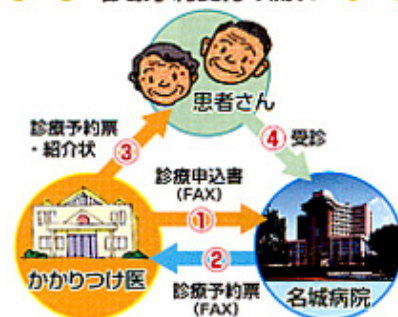 患者さん
診療予約票
・紹介状
③
④ 受診
診療申込書
(FAX)
①
かかりつけ医
②
診療予約票
(FAX)
名城病院